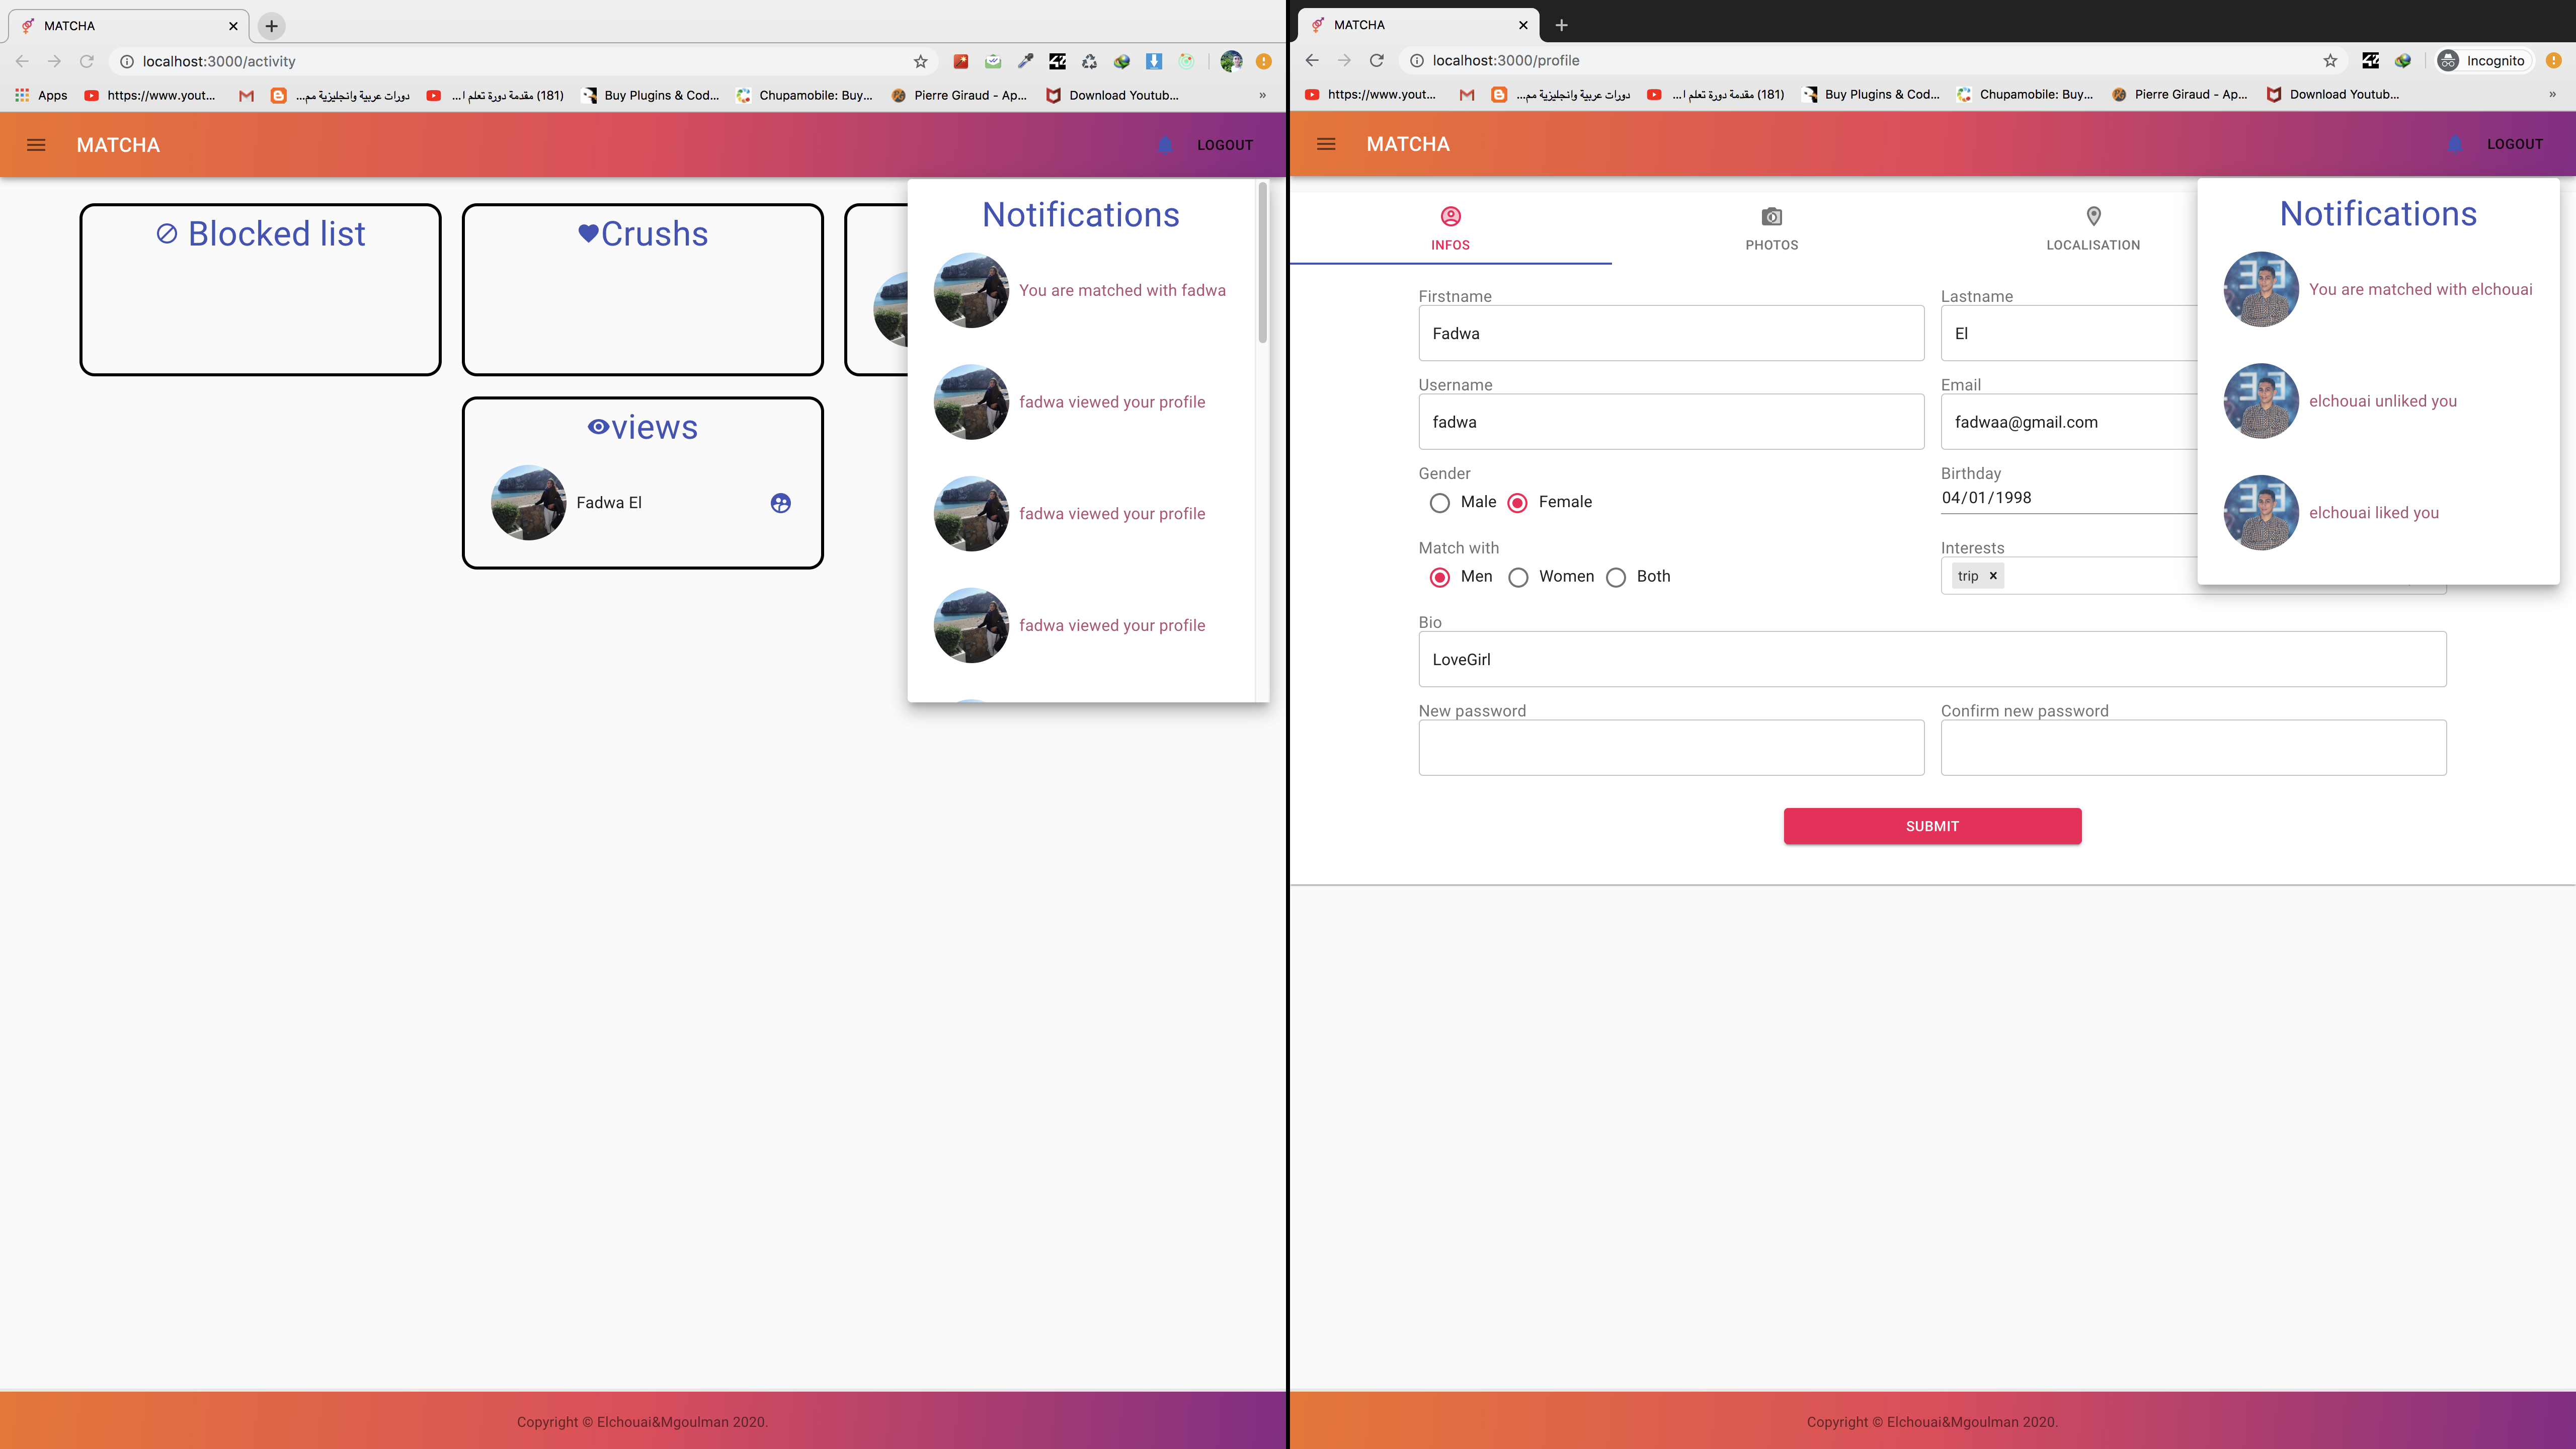 MATCHA
localhost:3000/activity
Apps
https://www.yout...
دورات عربية وانجليزية مم...
(181) مقدمة دورة تعلم ا...
Buy Plugins & Cod...
Chupamobile: Buy...
Pierre Giraud - Ap...
Download Youtub...
»
MATCHA
LOGOUT
Blocked list
Crushs
Notifications
You are matched with fadwa
fadwa viewed your profile
fadwa viewed your profile
fadwa viewed your profile
views
Fadwa El
Copyright © Elchouai&Mgoulman 2020.
MATCHA
localhost:3000/profile
Incognito
https://www.yout...
دورات عربية وانجليزية مم...
(181) مقدمة دورة تعلم ا...
Buy Plugins & Cod...
Chupamobile: Buy...
Pierre Giraud - Ap...
Download Youtub...
»
MATCHA
LOGOUT
INFOS
PHOTOS
LOCALISATION
Notifications
You are matched with elchouai
elchouai unliked you
elchouai liked you
Firstname
Fadwa
Lastname
El
Username
fadwa
Email
fadwaa@gmail.com
Gender
Male Female
Birthday
04/01/1998
Match with
Men Women Both
Interests
trip ×
Bio
LoveGirl
New password
Confirm new password
SUBMIT
Copyright © Elchouai&Mgoulman 2020.